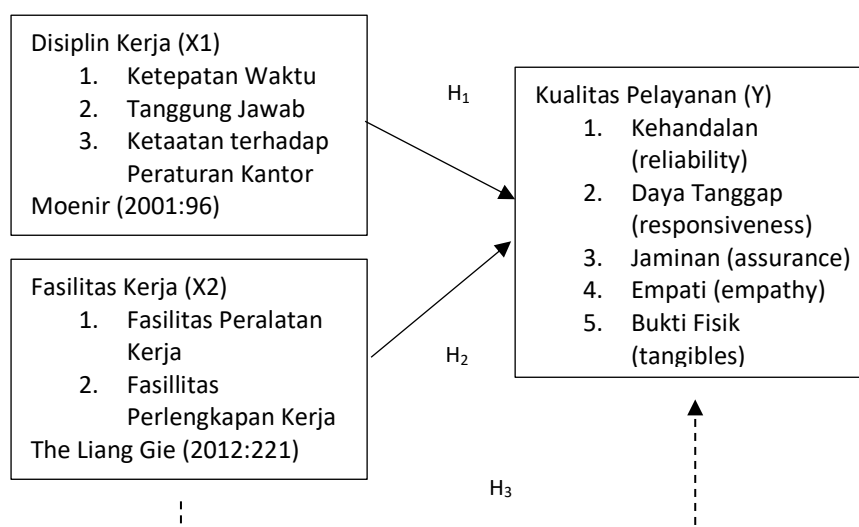 Disiplin Kerja (X1)
1. Ketepatan Waktu
2. Tanggung Jawab
3. Ketaatan terhadap
Peraturan Kantor
Moenir (2001:96)
H₁
Kualitas Pelayanan (Y)
1. Kehandalan
(reliability)
2. Daya Tanggap
(responsiveness)
3. Jaminan (assurance)
4. Empati (empathy)
5. Bukti Fisik
(tangibles)
Fasilitas Kerja (X2)
1. Fasilitas Peralatan
Kerja
2. Fasillitas
Perlengkapan Kerja
The Liang Gie (2012:221)
H₂
H₃